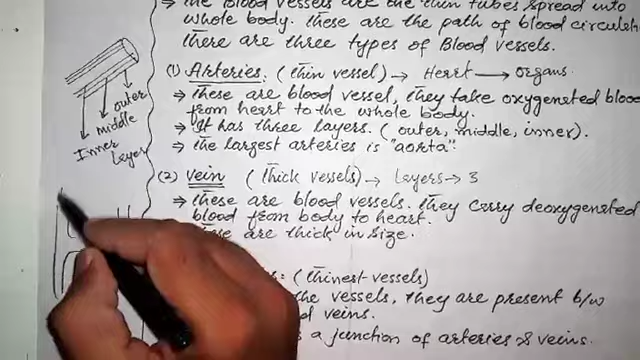 → The Blood vessels are the thin tubes spread into
whole body. These are the path of blood
There are three types of Blood vessels.
(1) Arteries. (thin vessel) → Heart → organs.
→ These are blood vessel, they take oxygenated blood
from heart to the whole body.
→ It has three layers. (outer, middle, inner).
→ the largest arteries is "aorta".
outer
middle
Inner
Layer
(2) vein (Thick vessels) → Layers → 3
→ These are blood vessels. They carry deoxygenated
blood from body to heart.
are thick in size.
: (thinest vessels)
the vessels, they are present b/w
veins.
a junction of arteries & veins.